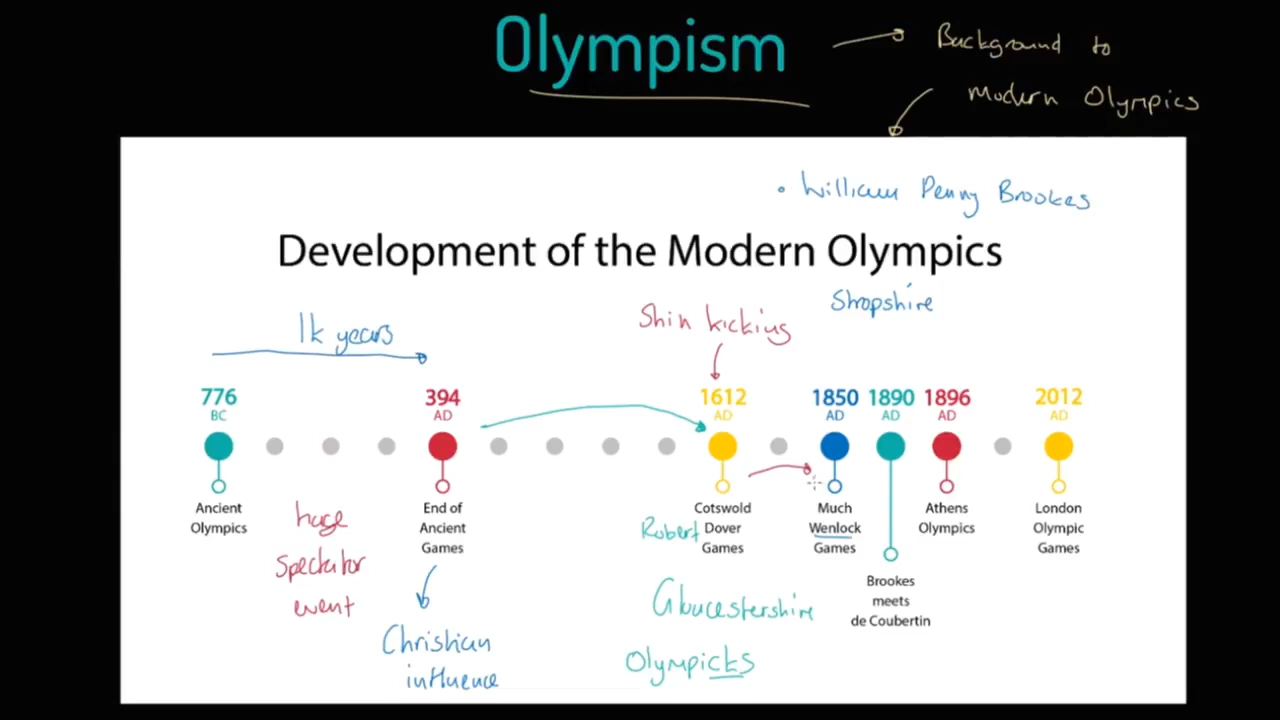 Olympism
Background to
Modern Olympics
William Penny Brookes
Development of the Modern Olympics
Shropshire
Shin kicking
1k years
776
BC
394
AD
1612
AD
1850
AD
1890
AD
1896
AD
2012
AD
Ancient
Olympics
End of
Ancient
Games
Cotswold
Robert Dover
Games
Much
Wenlock
Games
Brookes
meets
de Coubertin
Athens
Olympics
London
Olympic
Games
huge
Spectator
event
Christian
influence
Gloucestershire
Olympicks